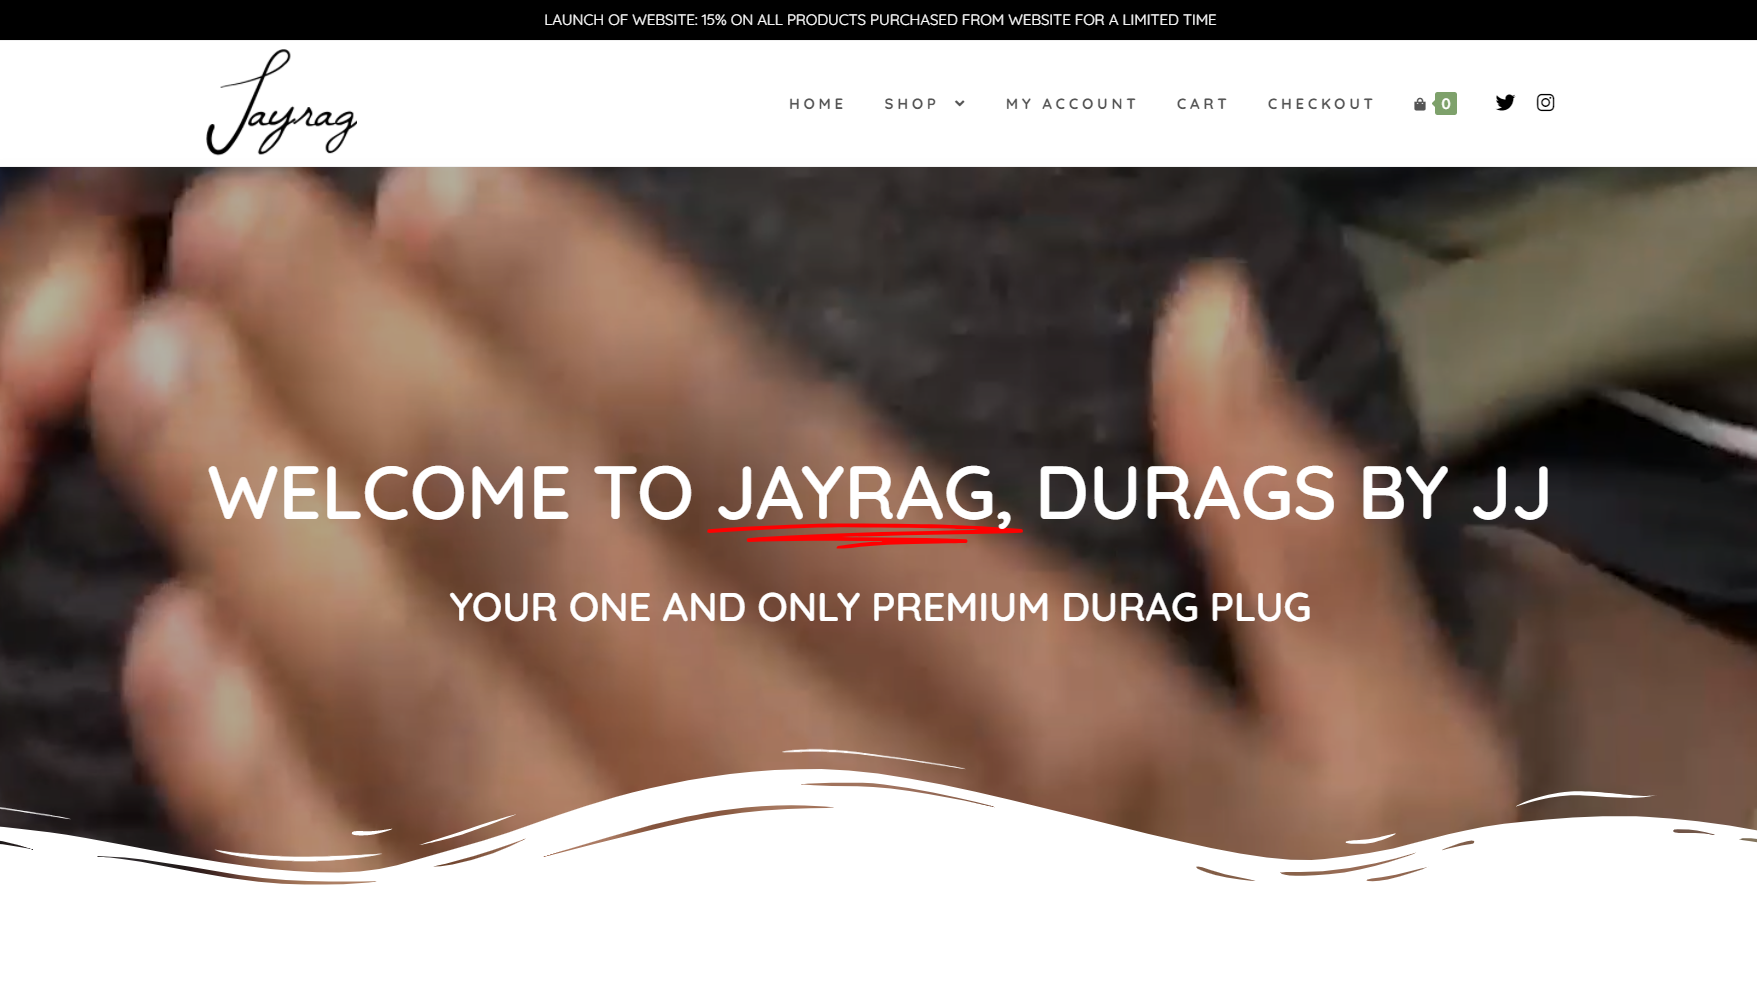 LAUNCH OF WEBSITE: 15% ON ALL PRODUCTS PURCHASED FROM WEBSITE FOR A LIMITED TIME
Jayrag
HOME SHOP MY ACCOUNT CART CHECKOUT 0
WELCOME TO JAYRAG, DURAGS BY JJ
YOUR ONE AND ONLY PREMIUM DURAG PLUG